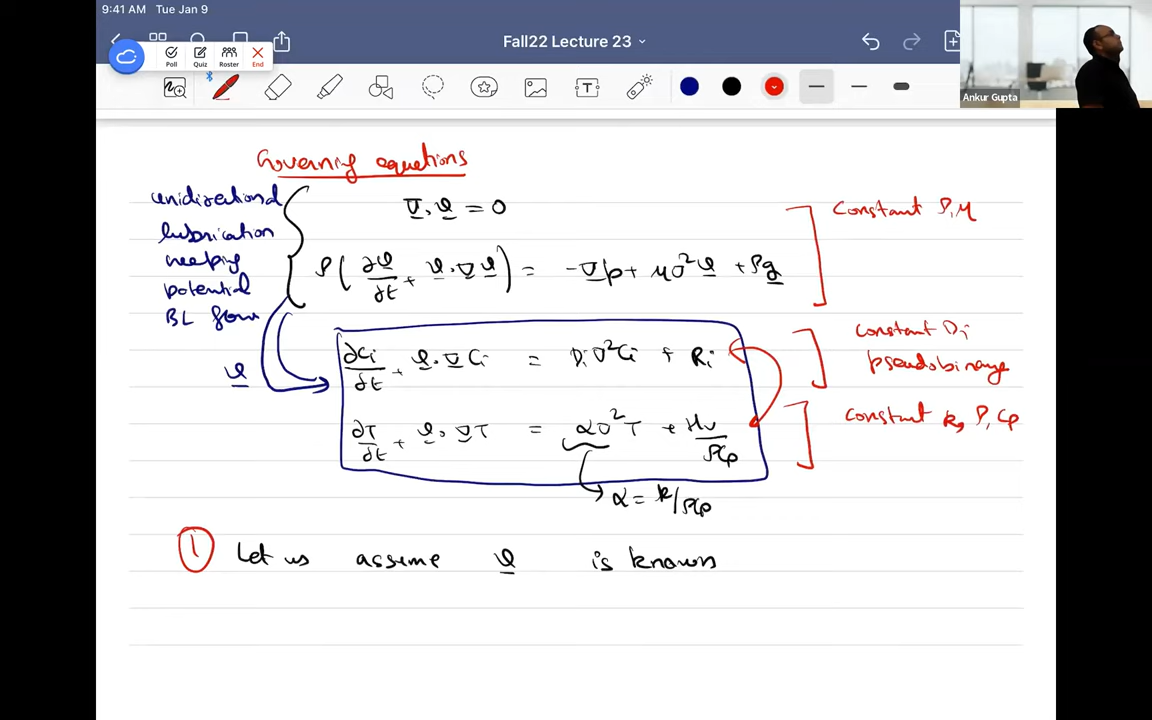 9:41 AM Tue Jan 9
Poll Quiz Roster End
Fall22 Lecture 23
Ankur Gupta
Governing equations
unidirectional
lubrication
potential
BL flow
v
∇·v = 0
ρ(∂v/∂t + v·∇v) = -∇p + μ∇²v + ρg
constant ρ, μ
∂Ci/∂t + v·∇Ci = Di∇²Ci + Ri
constant Di
pseudobinary
∂T/∂t + v·∇T = α∇²T + Hv/ρCp
constant k, ρ, Cp
α = k/ρCp
① Let us assume v is known